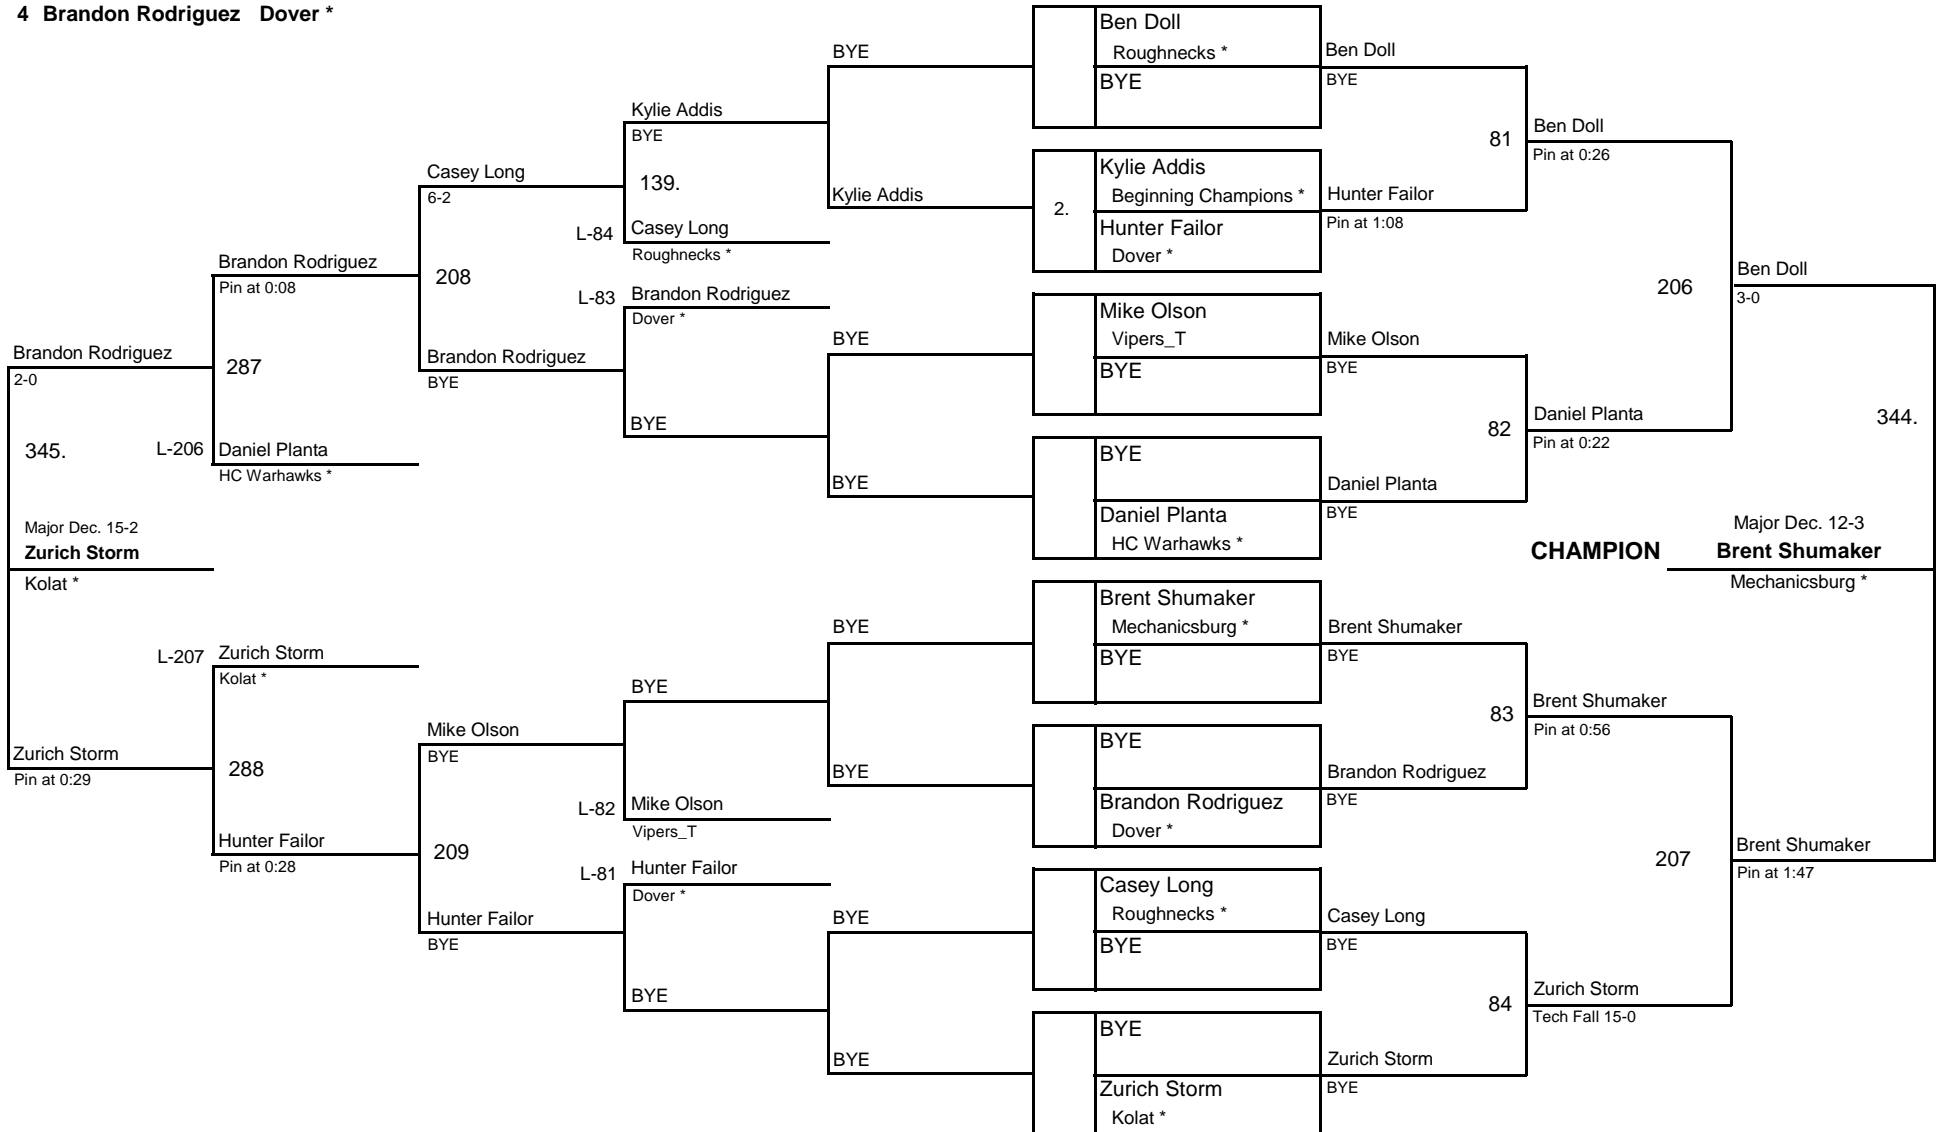 4 Brandon Rodriguez Dover *
Ben Doll
Roughnecks *
BYE
Kylie Addis
Beginning Champions *
2.
Hunter Failor
Dover *
Mike Olson
Vipers_T
BYE
BYE
Daniel Planta
HC Warhawks *
Brent Shumaker
Mechanicsburg *
BYE
BYE
Brandon Rodriguez
Dover *
Casey Long
Roughnecks *
BYE
BYE
Zurich Storm
Kolat *
Ben Doll
BYE
81
Hunter Failor
Pin at 1:08
Mike Olson
BYE
82
Daniel Planta
BYE
Brent Shumaker
BYE
83
Brandon Rodriguez
BYE
Casey Long
BYE
84
Zurich Storm
BYE
Ben Doll
Pin at 0:26
206
Daniel Planta
Pin at 0:22
Brent Shumaker
Pin at 0:56
207
Zurich Storm
Tech Fall 15-0
Ben Doll
3-0
344.
Major Dec. 12-3
CHAMPION Brent Shumaker
Mechanicsburg *
Brent Shumaker
Pin at 1:47
BYE
Kylie Addis
BYE
BYE
BYE
BYE
BYE
BYE
Kylie Addis
BYE
139.
L-84 Casey Long
Roughnecks *
L-83 Brandon Rodriguez
Dover *
BYE
BYE
L-82 Mike Olson
Vipers_T
L-81 Hunter Failor
Dover *
BYE
Casey Long
6-2
208
Brandon Rodriguez
BYE
Mike Olson
BYE
209
Hunter Failor
BYE
Brandon Rodriguez
Pin at 0:08
287
L-206 Daniel Planta
HC Warhawks *
L-207 Zurich Storm
Kolat *
288
Hunter Failor
Pin at 0:28
Brandon Rodriguez
2-0
345.
Major Dec. 15-2
Zurich Storm
Kolat *
Zurich Storm
Pin at 0:29